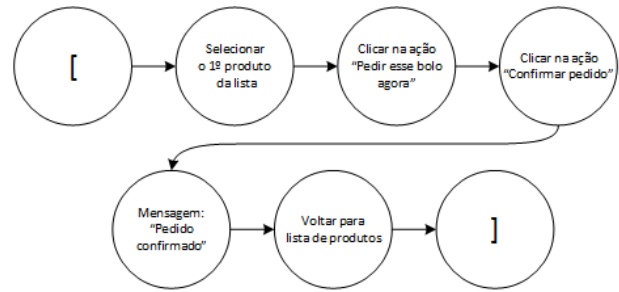 [
Selecionar
o 1º produto
da lista
Clicar na ação
“Pedir esse bolo
agora”
Clicar na ação
“Confirmar pedido”
Mensagem:
“Pedido
confirmado”
Voltar para
lista de produtos
]